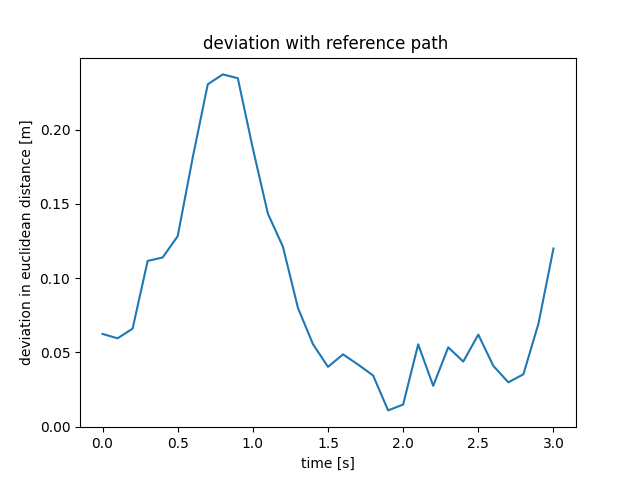 deviation with reference path
deviation in euclidean distance [m]
0.20
0.15
0.10
0.05
0.00
0.0 0.5 1.0 1.5 2.0 2.5 3.0
time [s]